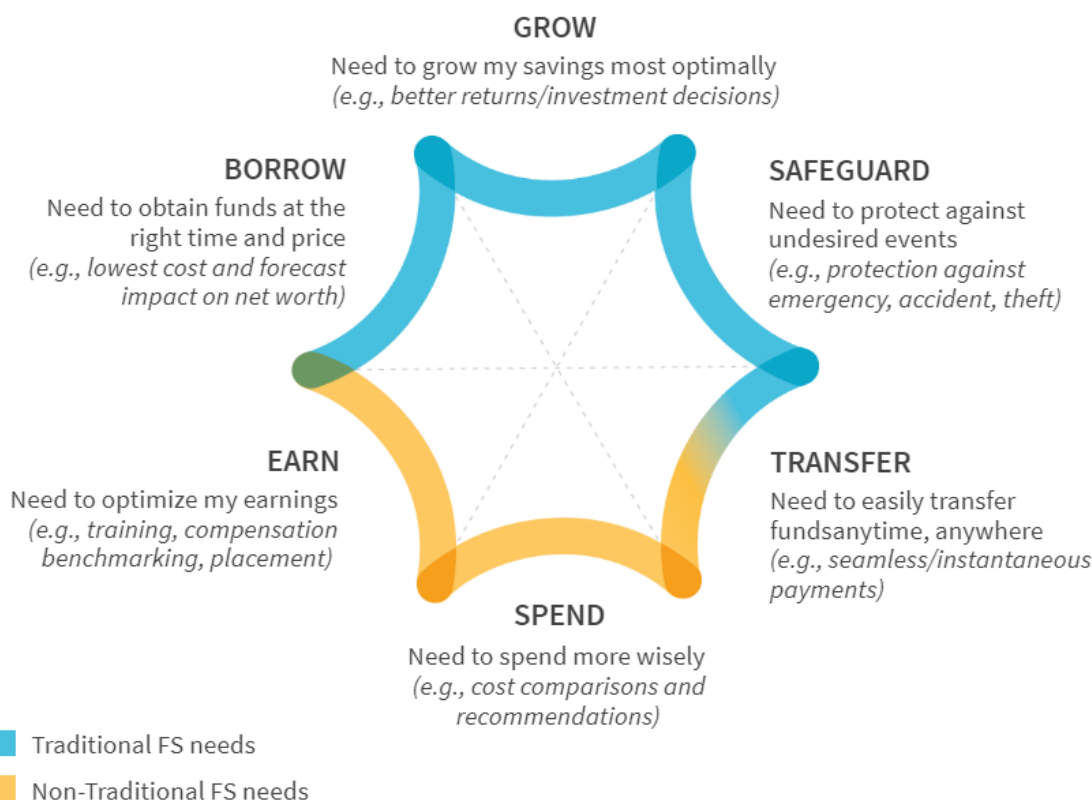 GROW
Need to grow my savings most optimally
(e.g., better returns/investment decisions)
BORROW
Need to obtain funds at the
right time and price
(e.g., lowest cost and forecast
impact on net worth)
SAFEGUARD
Need to protect against
undesired events
(e.g., protection against
emergency, accident, theft)
EARN
Need to optimize my earnings
(e.g., training, compensation
benchmarking, placement)
TRANSFER
Need to easily transfer
fundsanytime, anywhere
(e.g., seamless/instantaneous
payments)
SPEND
Need to spend more wisely
(e.g., cost comparisons and
recommendations)
Traditional FS needs
Non-Traditional FS needs